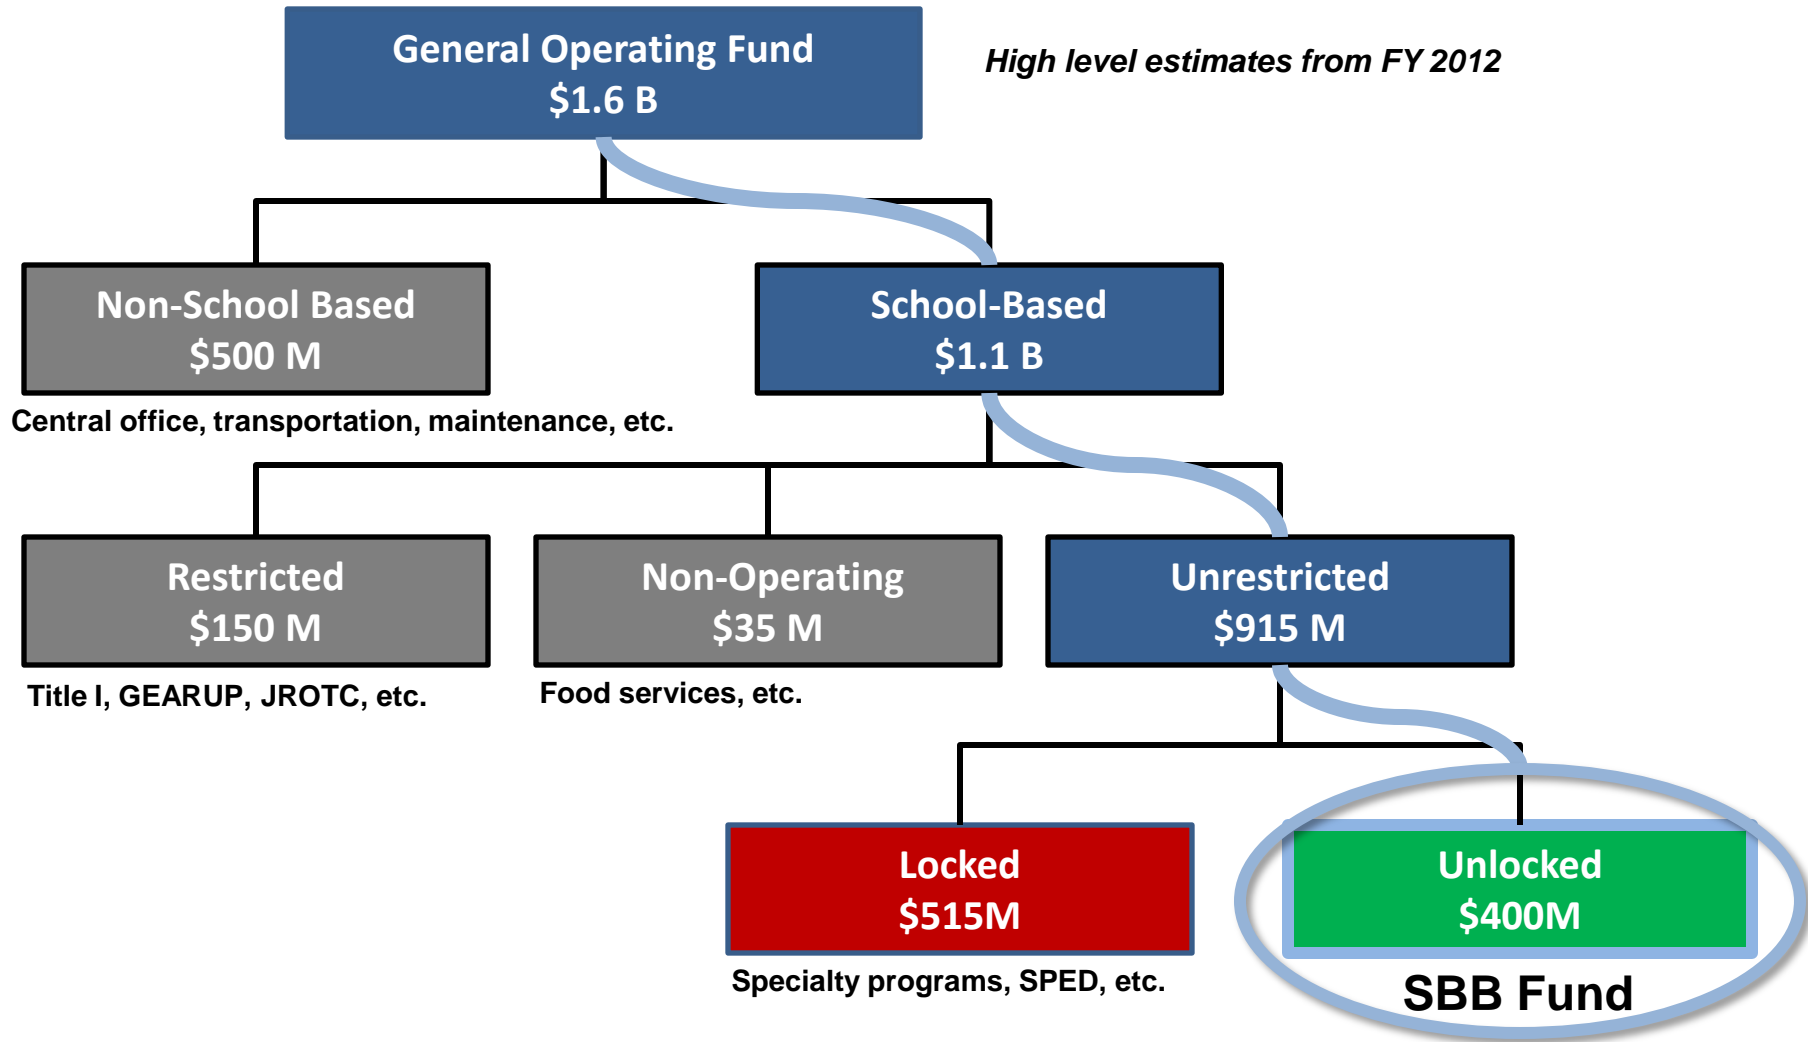 General Operating Fund
$1.6 B
High level estimates from FY 2012
Non-School Based
$500 M
School-Based
$1.1 B
Central office, transportation, maintenance, etc.
Restricted
$150 M
Non-Operating
$35 M
Unrestricted
$915 M
Title I, GEARUP, JROTC, etc.
Food services, etc.
Locked
$515M
Unlocked
$400M
Specialty programs, SPED, etc.
SBB Fund